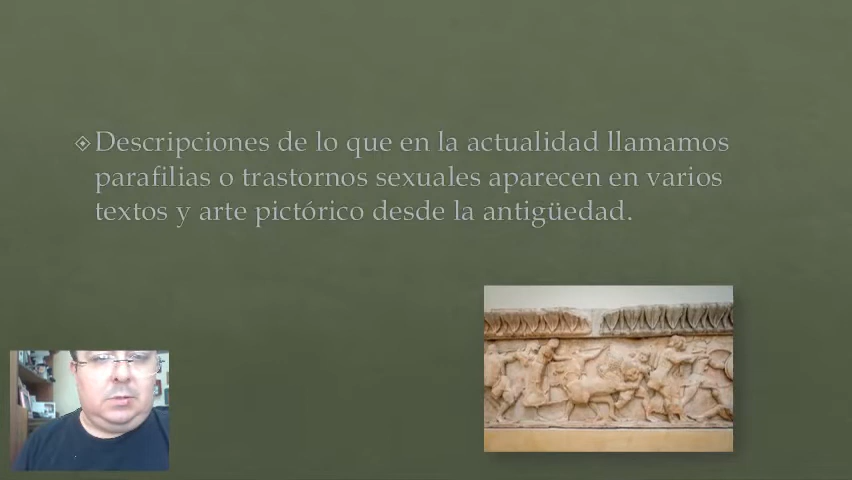 Descripciones de lo que en la actualidad llamamos
parafilias o trastornos sexuales aparecen en varios
textos y arte pictórico desde la antigüedad.